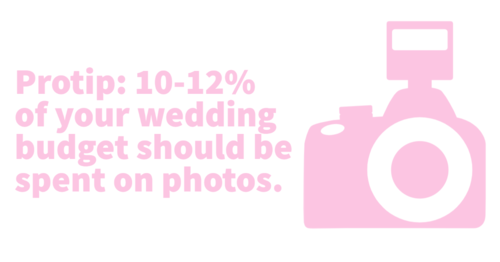 Protip: 10-12%
of your wedding
budget should be
spent on photos.